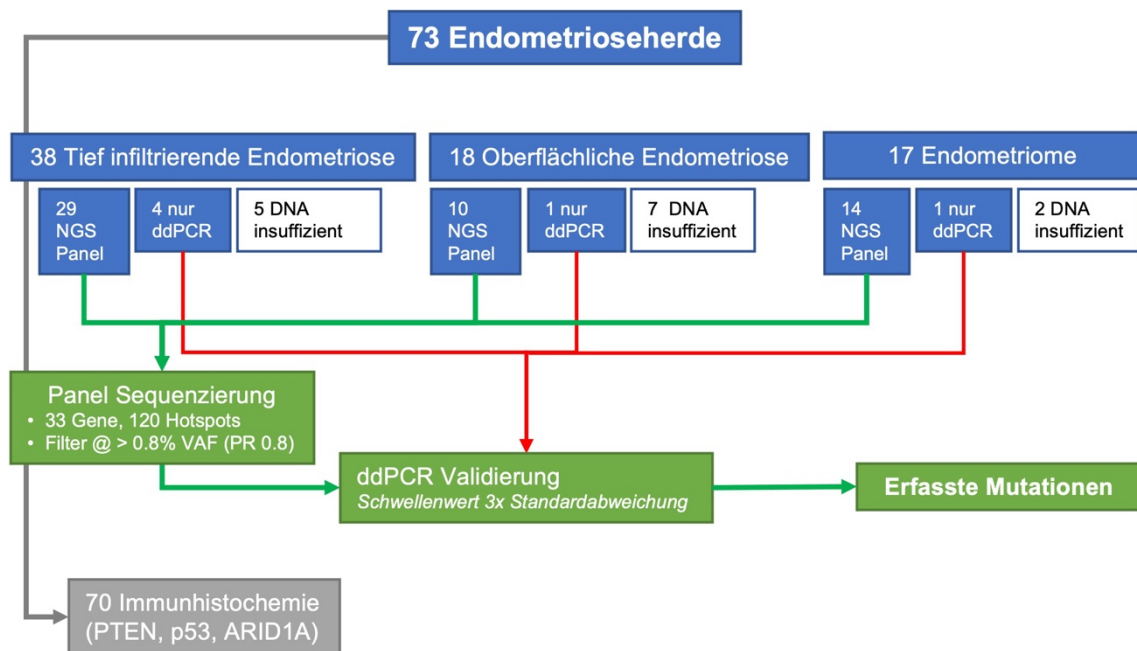 73 Endometrioseherde
38 Tief infiltrierende Endometriose
29
NGS
Panel
4 nur
ddPCR
5 DNA
insuffizient
18 Oberflächliche Endometriose
10
NGS
Panel
1 nur
ddPCR
7 DNA
insuffizient
17 Endometriome
14
NGS
Panel
1 nur
ddPCR
2 DNA
insuffizient
Panel Sequenzierung
• 33 Gene, 120 Hotspots
• Filter @ > 0.8% VAF (PR 0.8)
ddPCR Validierung
Schwellenwert 3x Standardabweichung
Erfasste Mutationen
70 Immunhistochemie
(PTEN, p53, ARID1A)